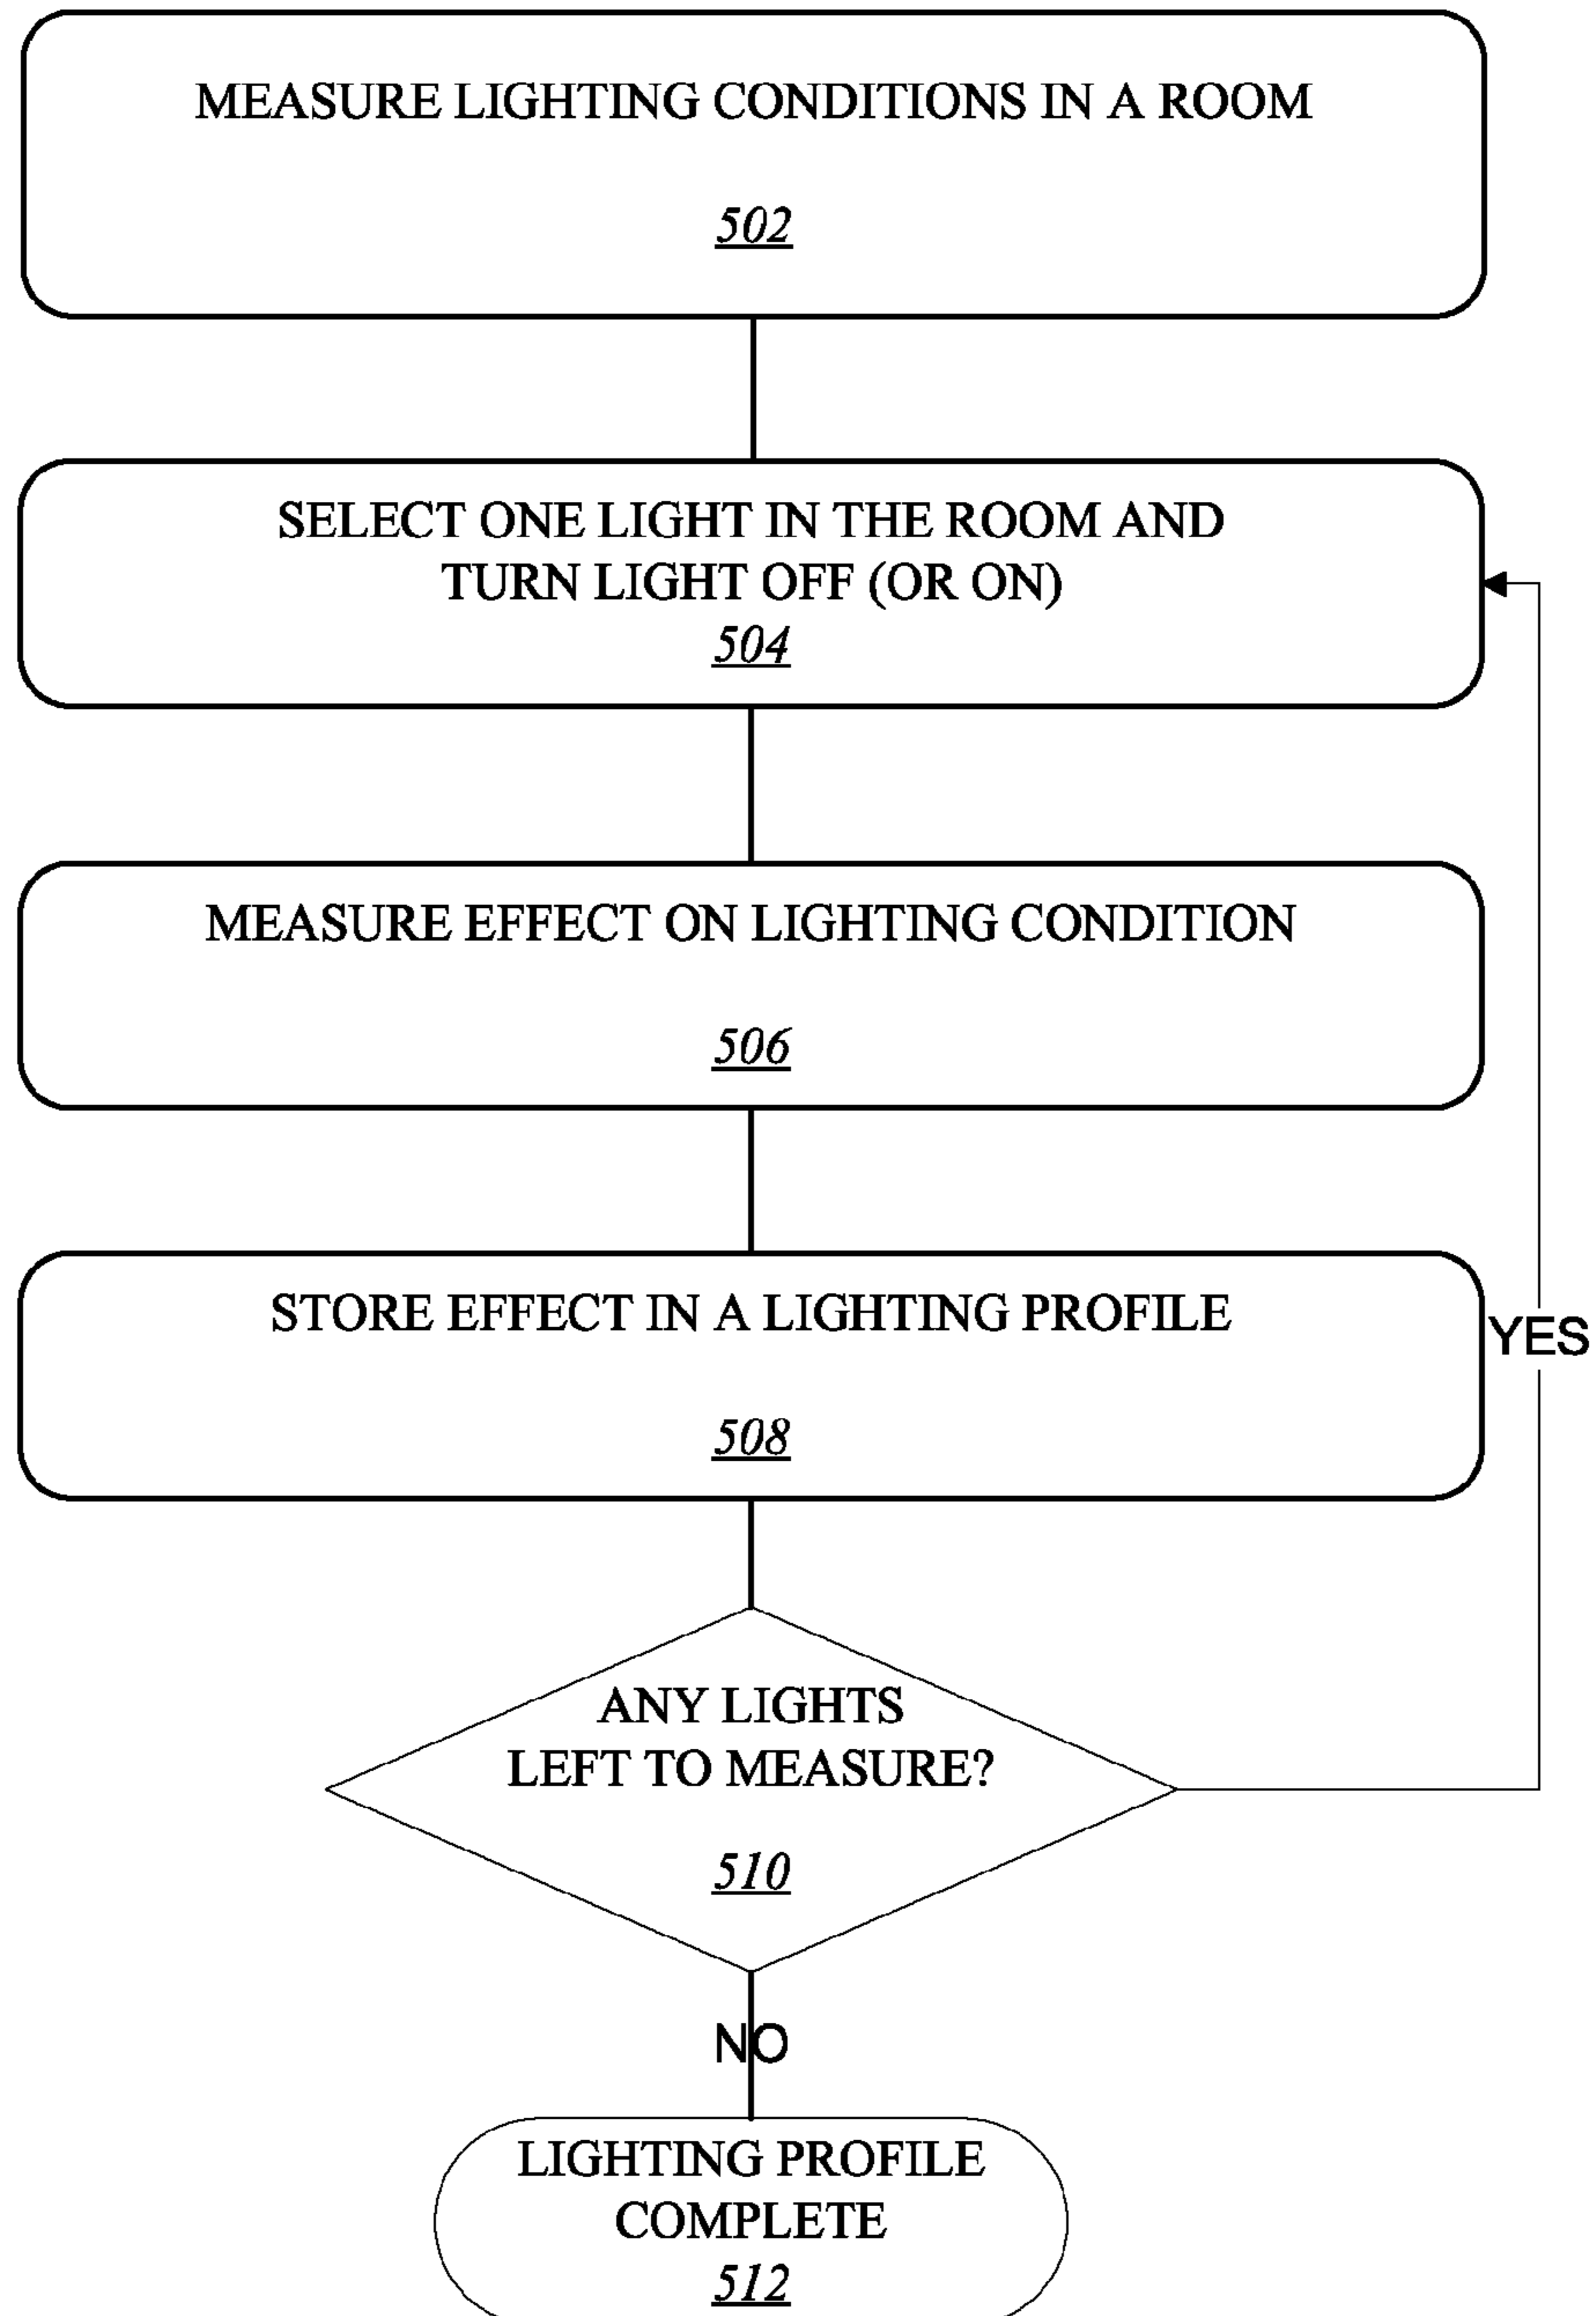 MEASURE LIGHTING CONDITIONS IN A ROOM
502
SELECT ONE LIGHT IN THE ROOM AND
TURN LIGHT OFF (OR ON)
504
MEASURE EFFECT ON LIGHTING CONDITION
506
STORE EFFECT IN A LIGHTING PROFILE
508
YES
ANY LIGHTS
LEFT TO MEASURE?
510
NO
LIGHTING PROFILE
COMPLETE
512